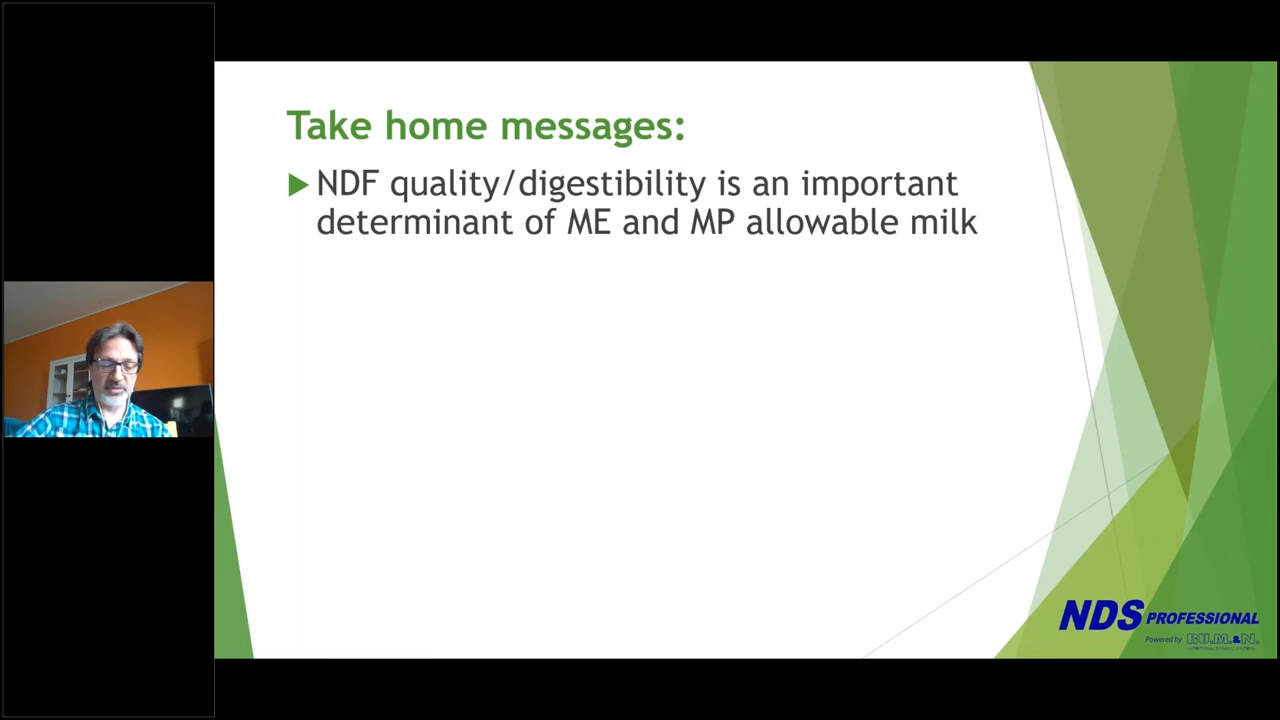 Take home messages:
NDF quality/digestibility is an important
determinant of ME and MP allowable milk
NDS PROFESSIONAL
Powered by RU.M.&N.